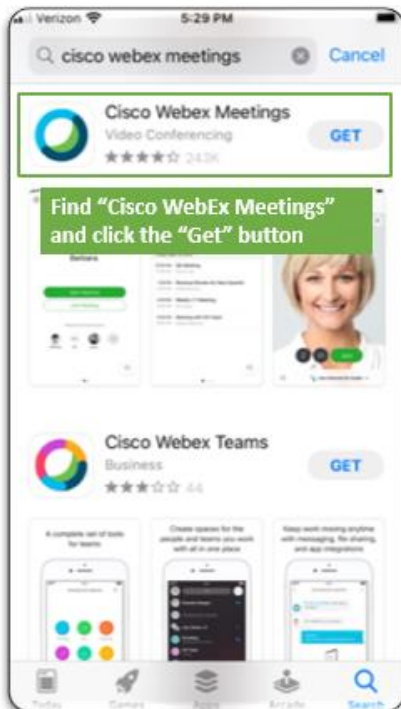 Verizon 5:29 PM
cisco webex meetings Cancel
Cisco Webex Meetings
Video Conferencing
GET
243K
Find “Cisco WebEx Meetings”
and click the “Get” button
Cisco Webex Teams
Business
GET
44
A complete set of tools
for teams
Create spaces for the
people and teams you work
with all in one place
Keep work moving anytime
with messaging, file sharing,
and app integrations
Today Games Apps Arcade Search